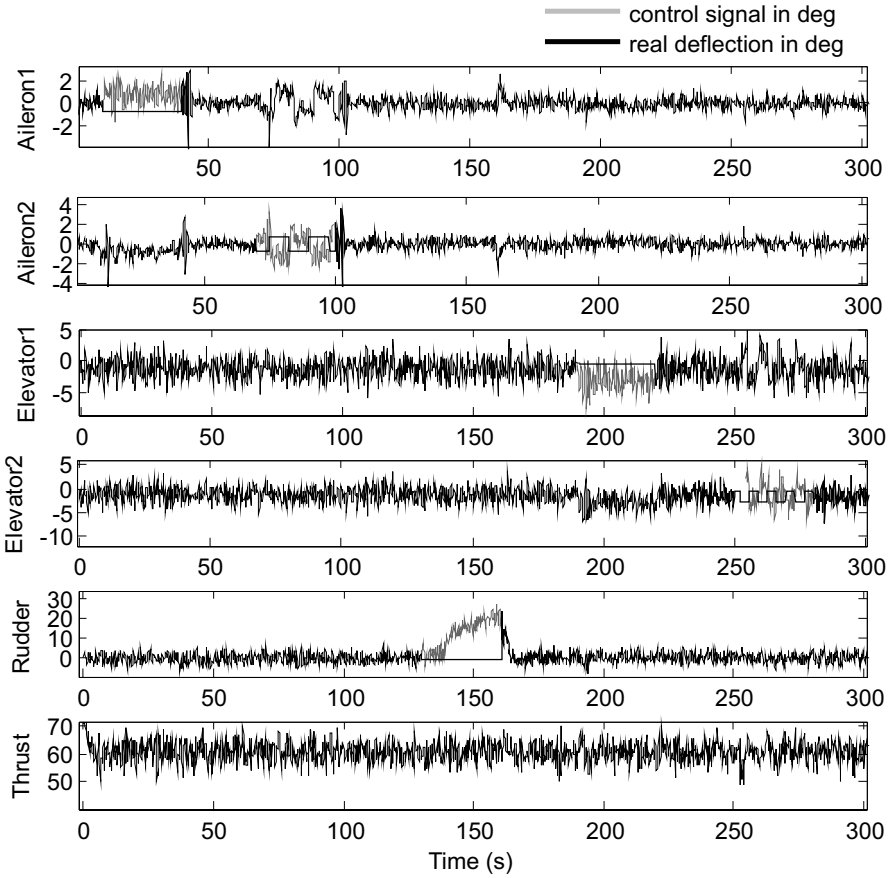 control signal in deg
real deflection in deg
Aileron1
2
0
-2
50 100 150 200 250 300
Aileron2
4
2
0
-2
4
50 100 150 200 250 300
Elevator1
5
0
-5
0 50 100 150 200 250 300
Elevator2
5
0
-5
-10
0 50 100 150 200 250 300
Rudder
30
20
10
0
0 50 100 150 200 250 300
Thrust
70
60
50
0 50 100 150 200 250 300
Time (s)